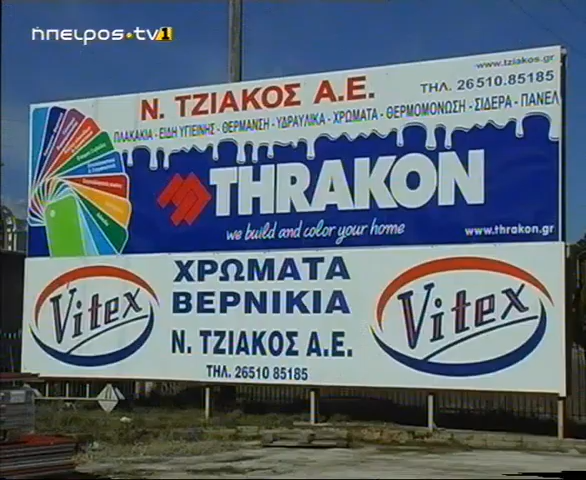 ήπειρος.tv1
www.tziakos.gr
Ν. ΤΖΙΑΚΟΣ Α.Ε.
ΤΗΛ. 26510.85185
ΠΛΑΚΑΚΙΑ - ΕΙΔΗ ΥΓΙΕΙΝΗΣ - ΘΕΡΜΑΝΣΗ - ΥΔΡΑΥΛΙΚΑ - ΧΡΩΜΑΤΑ - ΘΕΡΜΟΜΟΝΩΣΗ - ΣΙΔΕΡΑ - ΠΑΝΕΛ
THRAKON
we build and color your home
www.thrakon.gr
Vitex
ΧΡΩΜΑΤΑ
ΒΕΡΝΙΚΙΑ
Ν. ΤΖΙΑΚΟΣ Α.Ε.
ΤΗΛ. 26510 85185
Vitex